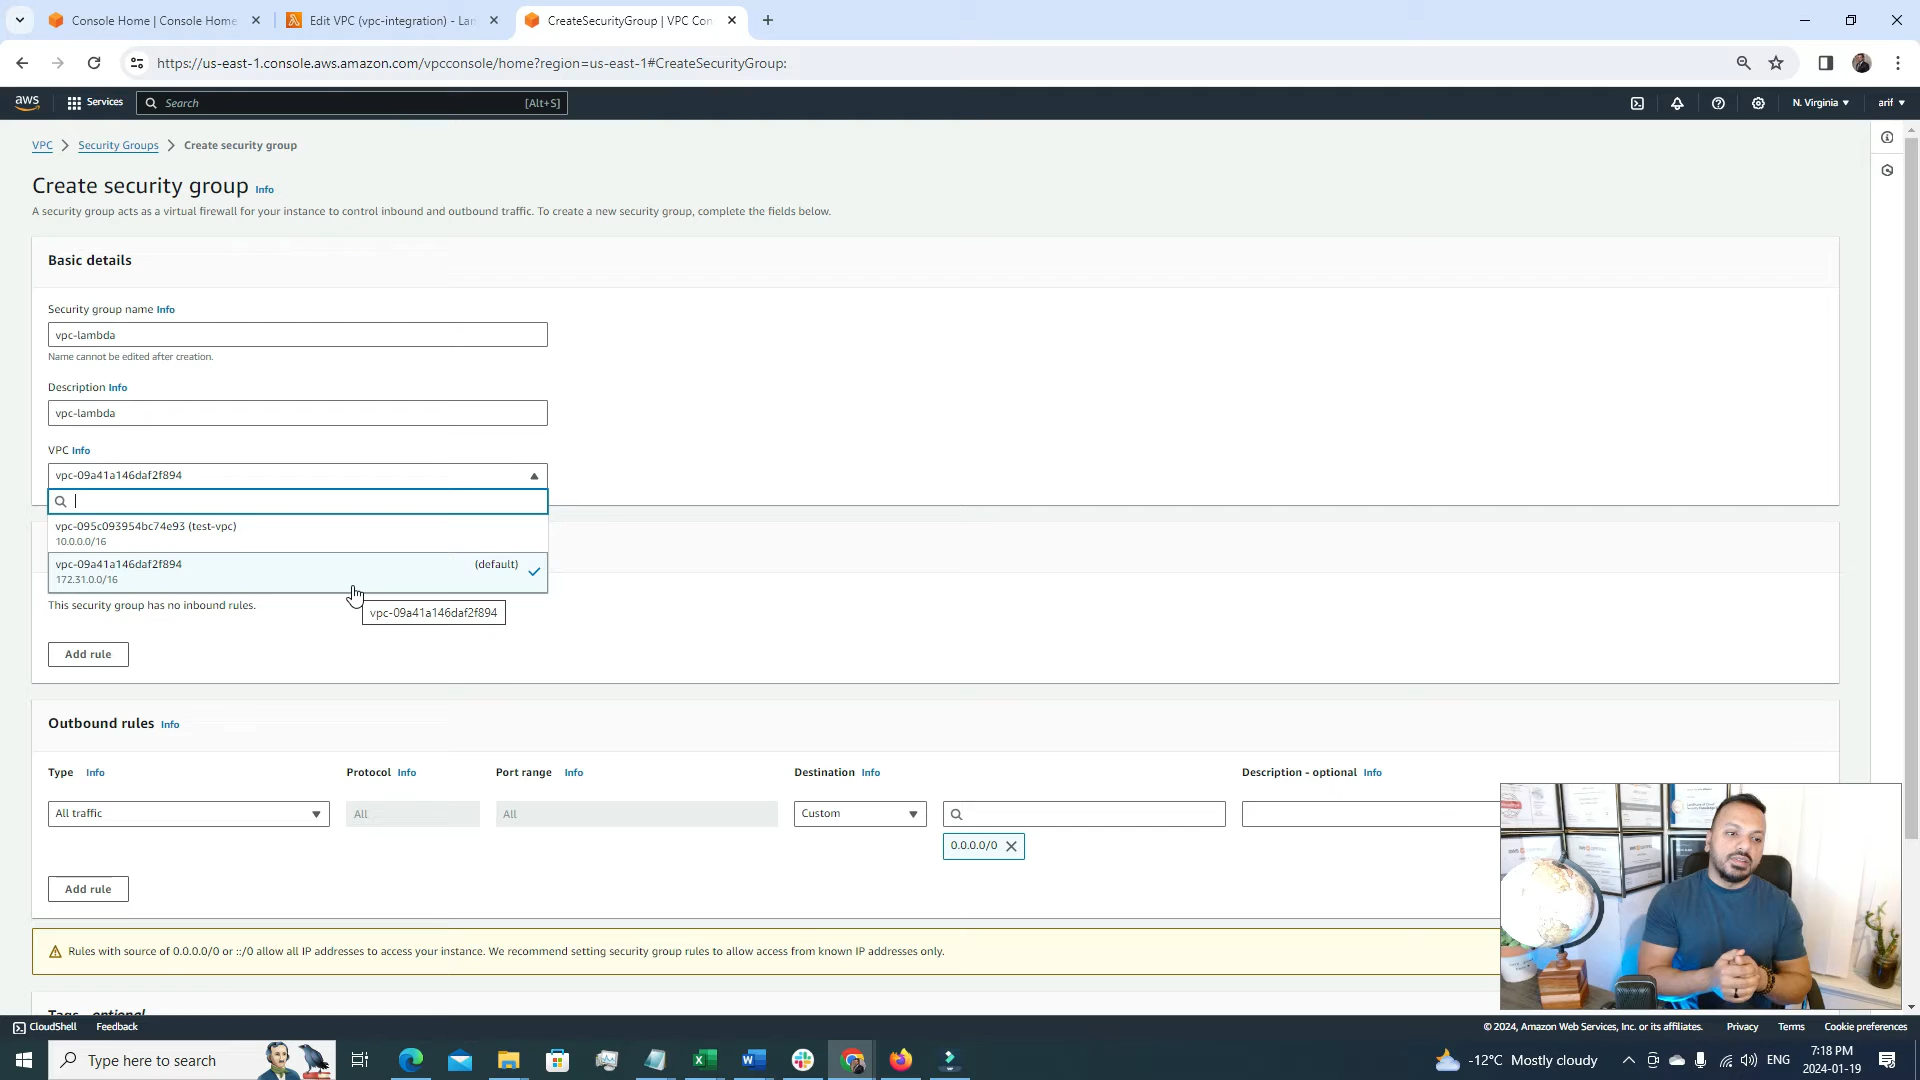 Console Home | Console Home
Edit VPC (vpc-integration) - La
CreateSecurityGroup | VPC Con
https://us-east-1.console.aws.amazon.com/vpcconsole/home?region=us-east-1#CreateSecurityGroup:
aws
Services
Search
[Alt+S]
N. Virginia
arif
VPC
Security Groups
Create security group
Create security group
Info
A security group acts as a virtual firewall for your instance to control inbound and outbound traffic. To create a new security group, complete the fields below.
Basic details
Security group name Info
vpc-lambda
Name cannot be edited after creation.
Description Info
vpc-lambda
VPC Info
vpc-09a41a146daf2f894
vpc-095c093954bc74e93 (test-vpc)
10.0.0.0/16
vpc-09a41a146daf2f894
(default)
172.31.0.0/16
This security group has no inbound rules.
vpc-09a41a146daf2f894
Add rule
Outbound rules Info
Type Info
Protocol Info
Port range Info
Destination Info
Description - optional Info
All traffic
All
All
Custom
0.0.0.0/0
Add rule
Rules with source of 0.0.0.0/0 or ::/0 allow all IP addresses to access your instance. We recommend setting security group rules to allow access from known IP addresses only.
Tags - optional
CloudShell
Feedback
© 2024, Amazon Web Services, Inc. or its affiliates.
Privacy
Terms
Cookie preferences
Type here to search
-12°C Mostly cloudy
ENG
7:18 PM
2024-01-19